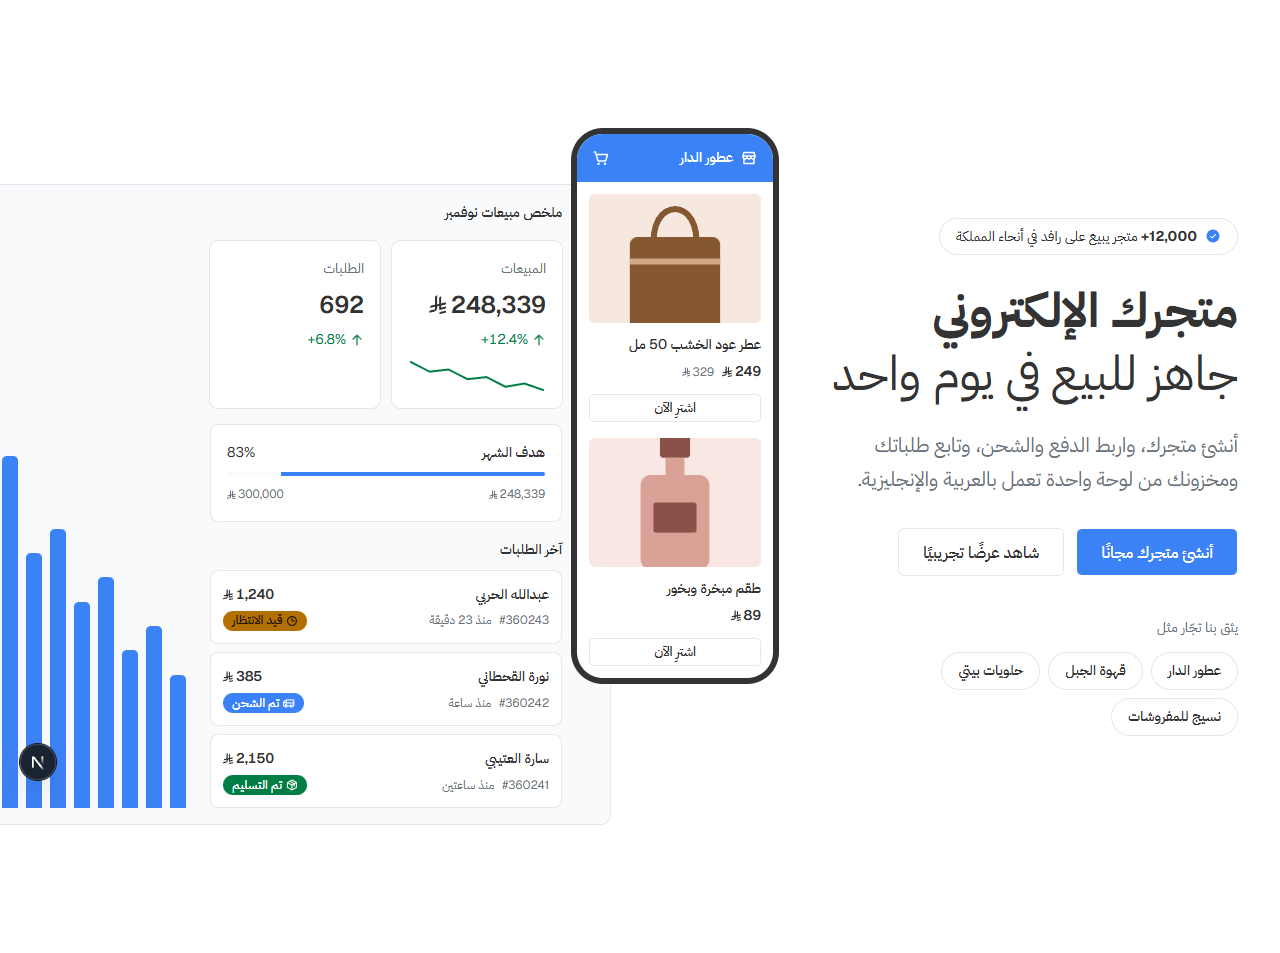 +12,000 متجر يبيع على رافد في أنحاء المملكة
متجرك الإلكتروني
جاهز للبيع في يوم واحد
أنشئ متجرك، واربط الدفع والشحن، وتابع طلباتك
ومخزونك من لوحة واحدة تعمل بالعربية والإنجليزية.
أنشئ متجرك مجانًا
شاهد عرضًا تجريبيًا
يثق بنا تجّار مثل
عطور الدار
قهوة الجبل
حلويات بيتي
نسيج للمفروشات
عطور الدار
عطر عود الخشب 50 مل
249 ⃁ 329 ⃁
اشترِ الآن
طقم مبخرة وبخور
89 ⃁
اشترِ الآن
ملخص مبيعات نوفمبر
المبيعات
248,339 ⃁
+12.4%
الطلبات
692
+6.8%
هدف الشهر
83%
248,339 ⃁
300,000 ⃁
آخر الطلبات
عبدالله الحربي
1,240 ⃁
#360243 منذ 23 دقيقة
قيد الانتظار
نورة القحطاني
385 ⃁
#360242 منذ ساعة
تم الشحن
سارة العتيبي
2,150 ⃁
#360241 منذ ساعتين
تم التسليم
N